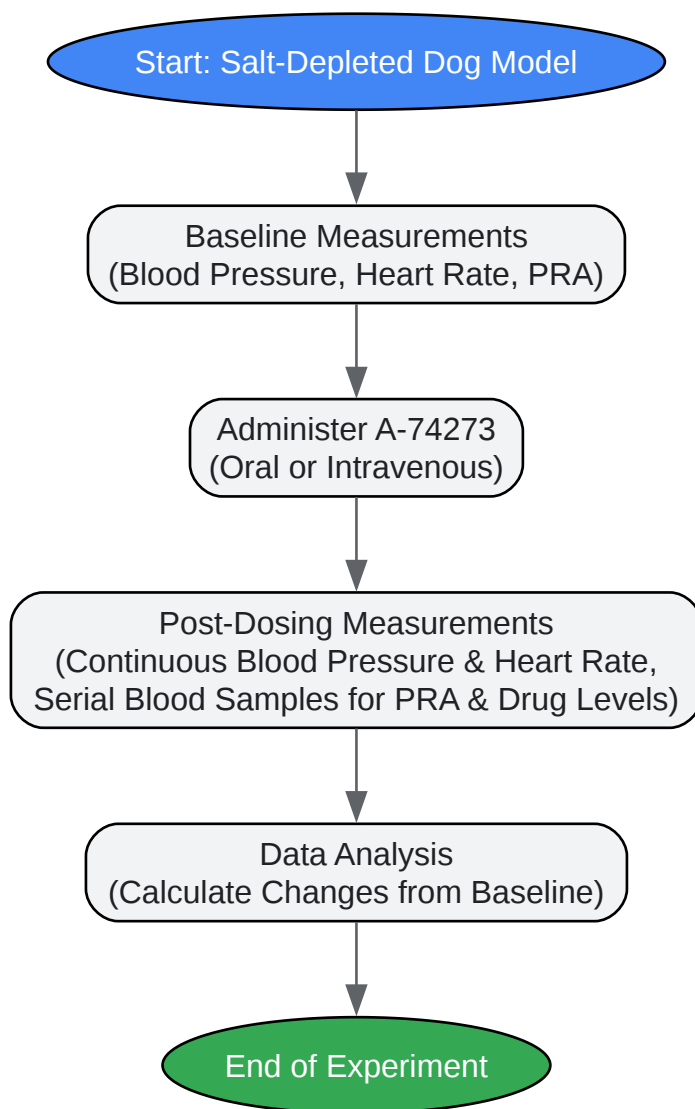 Start: Salt-Depleted Dog Model
Baseline Measurements
(Blood Pressure, Heart Rate, PRA)
Administer A-74273
(Oral or Intravenous)
Post-Dosing Measurements
(Continuous Blood Pressure & Heart Rate,
Serial Blood Samples for PRA & Drug Levels)
Data Analysis
(Calculate Changes from Baseline)
End of Experiment